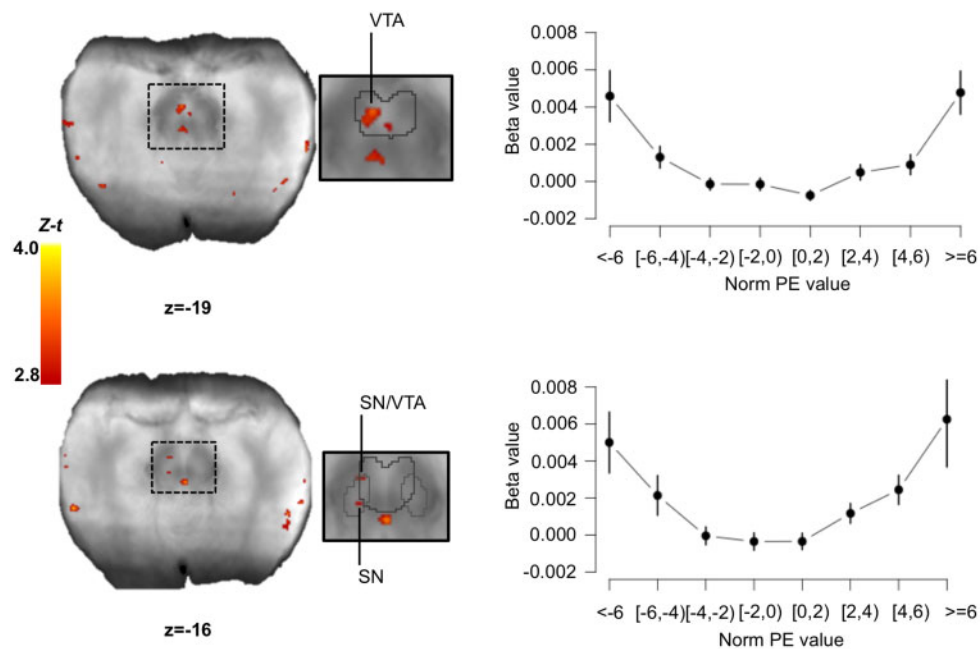 VTA
Z-t
4.0
2.8
z=-19
Beta value
0.008
0.006
0.004
0.002
0.000
-0.002
<-6 [-6,-4) [-4,-2) [-2,0) [0,2) [2,4) [4,6) >=6
Norm PE value
SN/VTA
SN
z=-16
Beta value
0.008
0.006
0.004
0.002
0.000
-0.002
<-6 [-6,-4) [-4,-2) [-2,0) [0,2) [2,4) [4,6) >=6
Norm PE value